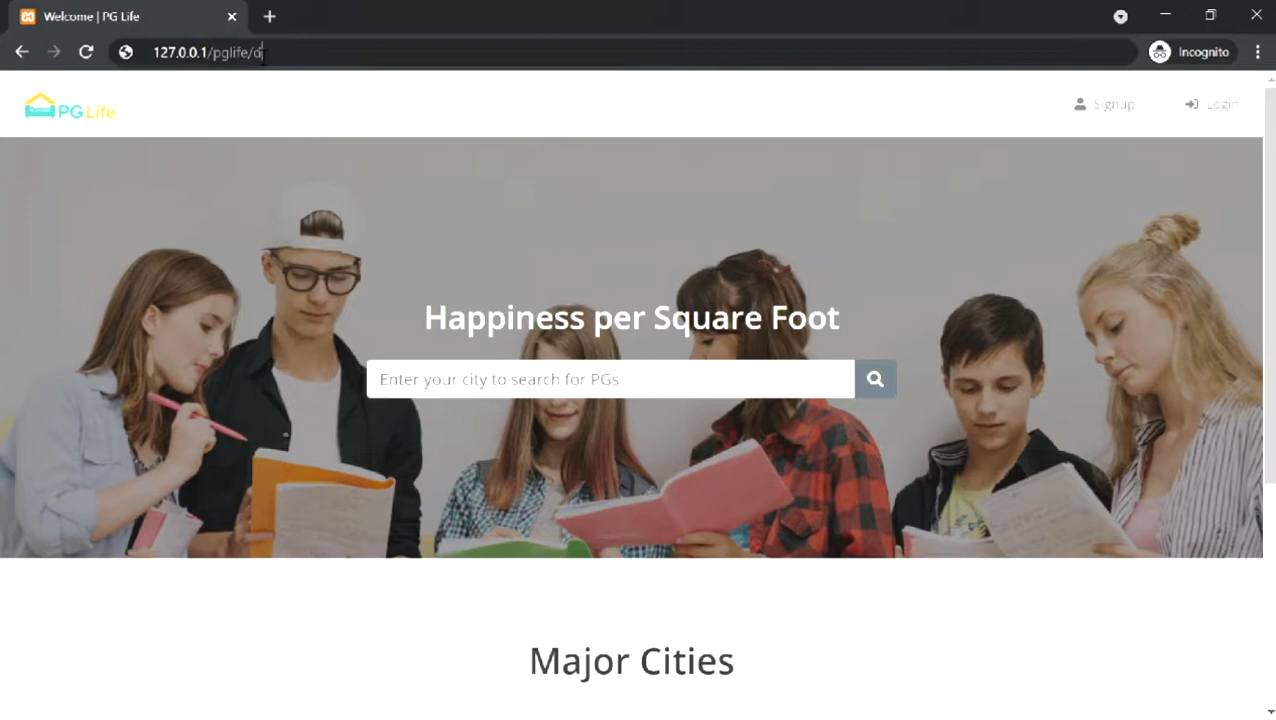 Welcome | PG Life
127.0.0.1/pglife/d
Incognito
PG Life
Signup
Login
Happiness per Square Foot
Enter your city to search for PGs
Major Cities